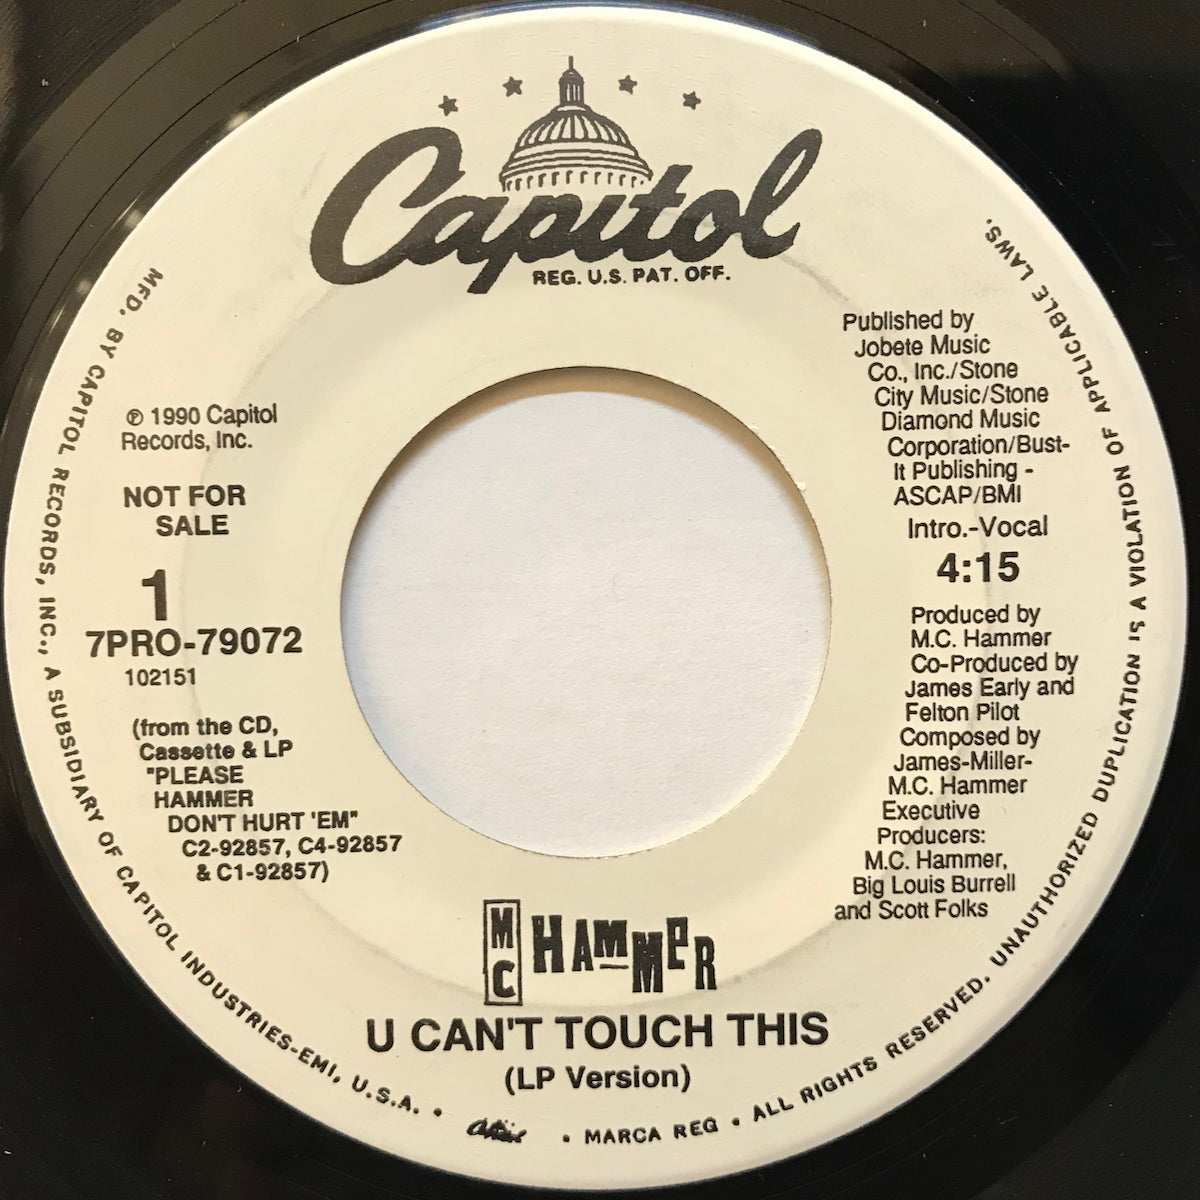 Capitol
REG. U.S. PAT. OFF.
℗ 1990 Capitol
Records, Inc.
NOT FOR
SALE
1
7PRO-79072
102151
(from the CD,
Cassette & LP
"PLEASE
HAMMER
DON'T HURT 'EM"
C2-92857, C4-92857
& C1-92857)
Published by
Jobete Music
Co., Inc./Stone
City Music/Stone
Diamond Music
Corporation/Bust-
It Publishing -
ASCAP/BMI
Intro.-Vocal
4:15
Produced by
M.C. Hammer
Co-Produced by
James Early and
Felton Pilot
Composed by
James-Miller-
M.C. Hammer
Executive
Producers:
M.C. Hammer,
Big Louis Burrell
and Scott Folks
MC HAMMER
U CAN'T TOUCH THIS
(LP Version)
MFD. BY CAPITOL RECORDS, INC., A SUBSIDIARY OF CAPITOL INDUSTRIES-EMI, U.S.A. • Capitol • MARCA REG • ALL RIGHTS RESERVED. UNAUTHORIZED DUPLICATION IS A VIOLATION OF APPLICABLE LAWS.